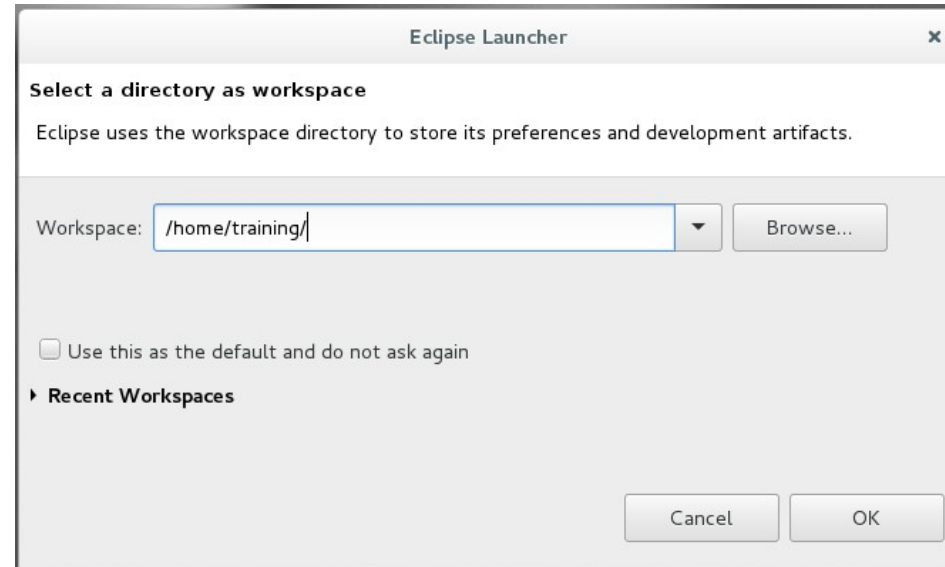 Eclipse Launcher
Select a directory as workspace
Eclipse uses the workspace directory to store its preferences and development artifacts.
Workspace: /home/training/ Browse...
Use this as the default and do not ask again
Recent Workspaces
Cancel OK